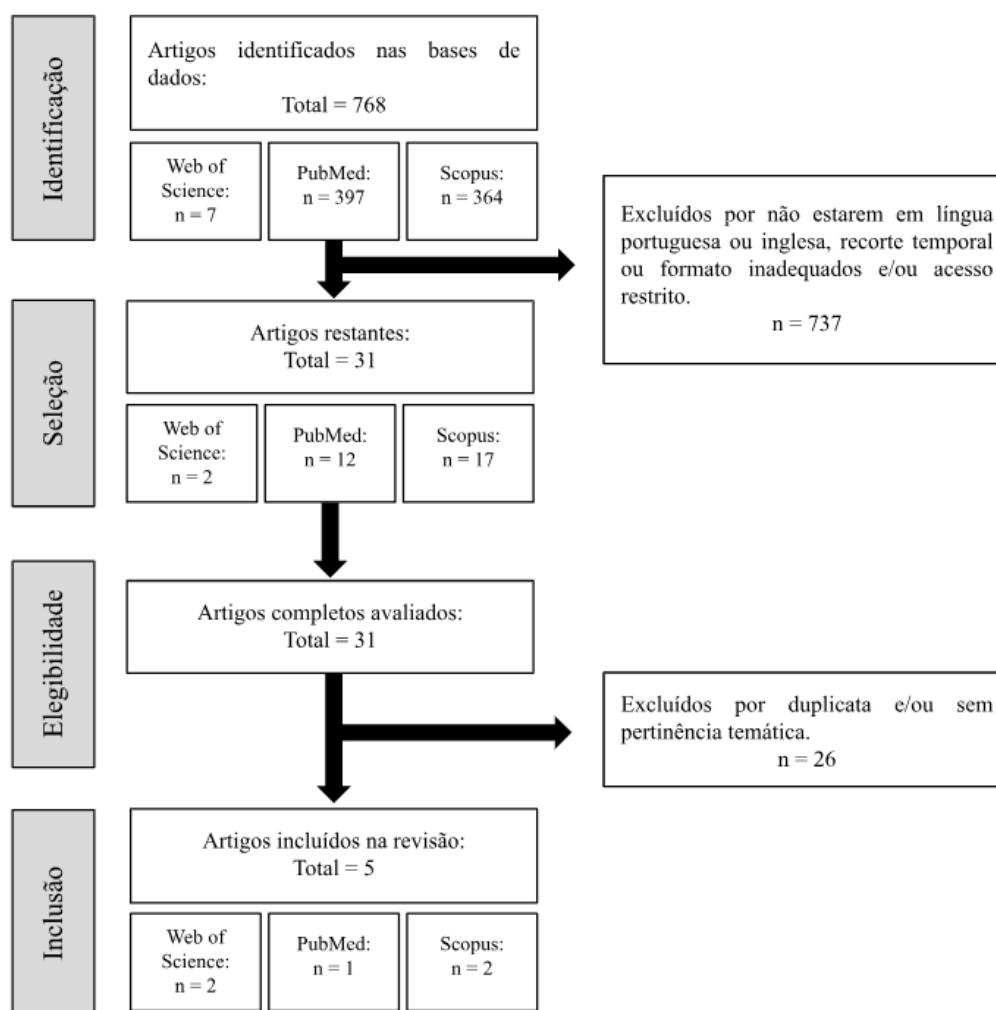 Identificação
Artigos identificados nas bases de
dados:
Total = 768
Web of
Science:
n = 7
PubMed:
n = 397
Scopus:
n = 364
Excluídos por não estarem em língua
portuguesa ou inglesa, recorte temporal
ou formato inadequados e/ou acesso
restrito.
n = 737
Seleção
Artigos restantes:
Total = 31
Web of
Science:
n = 2
PubMed:
n = 12
Scopus:
n = 17
Elegibilidade
Artigos completos avaliados:
Total = 31
Excluídos por duplicata e/ou sem
pertinência temática.
n = 26
Inclusão
Artigos incluídos na revisão:
Total = 5
Web of
Science:
n = 2
PubMed:
n = 1
Scopus:
n = 2